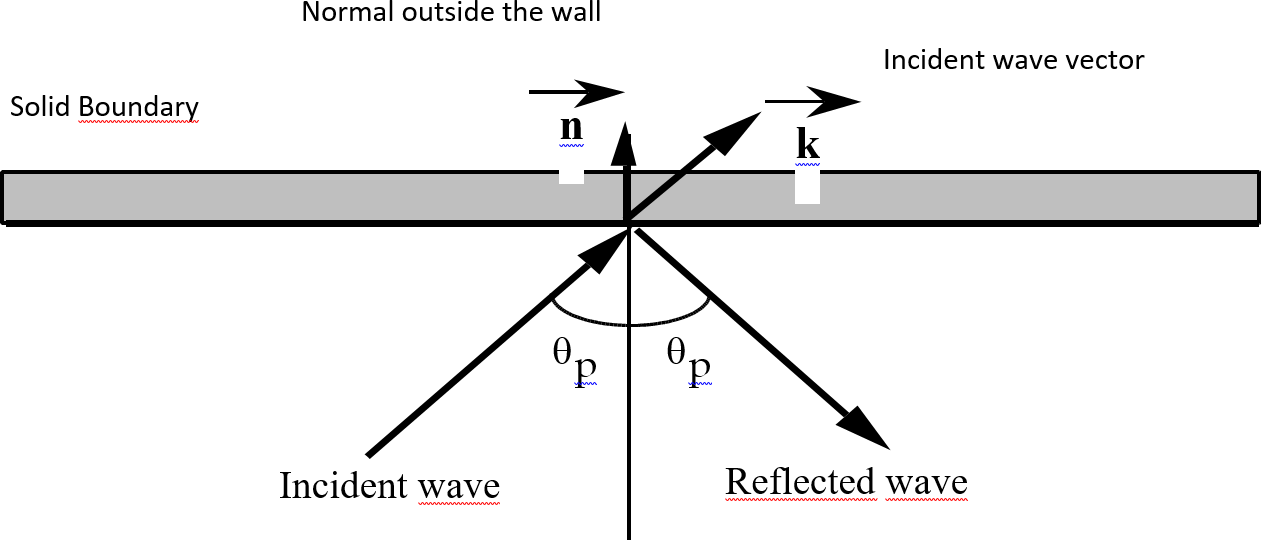 Normal outside the wall
Incident wave vector
Solid Boundary
n
k
θp θp
Incident wave
Reflected wave